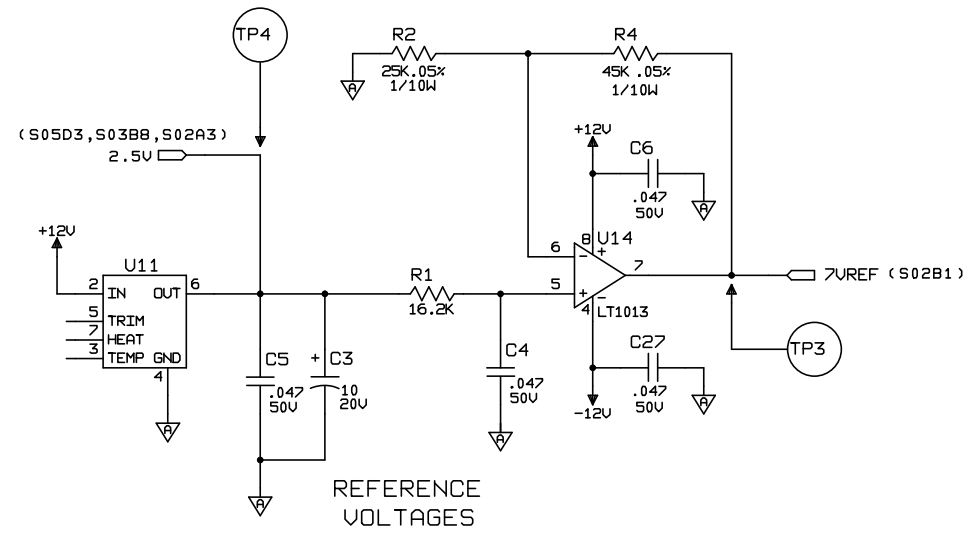 TP4
R2
25K .05%
1/10W
R4
45K .05%
1/10W
A
(S05D3,S03B8,S02A3)
2.5V
+12V
C6
.047
50V
A
+12V
U11
2 IN OUT 6
5 TRIM
7 HEAT
3 TEMP GND
4
A
R1
16.2K
8 U14
+
6 -
5 +
7
4 -
LT1013
7VREF (S02B1)
TP3
C5
.047
50V
+ C3
10
20V
C4
.047
50V
A
C27
.047
50V
A
-12V
A
REFERENCE
VOLTAGES